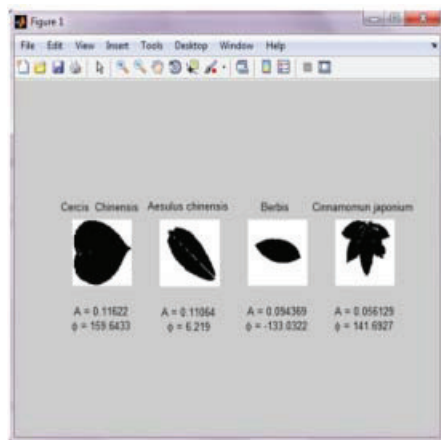 Figure 1
File Edit View Insert Tools Desktop Window Help
Cercis Chinensis Aesulus chinensis Berbis Cinnamomun japonium
A = 0.11622 A = 0.11064 A = 0.094369 A = 0.056129
ϕ = 159.6433 ϕ = 6.219 ϕ = -133.0322 ϕ = 141.6927